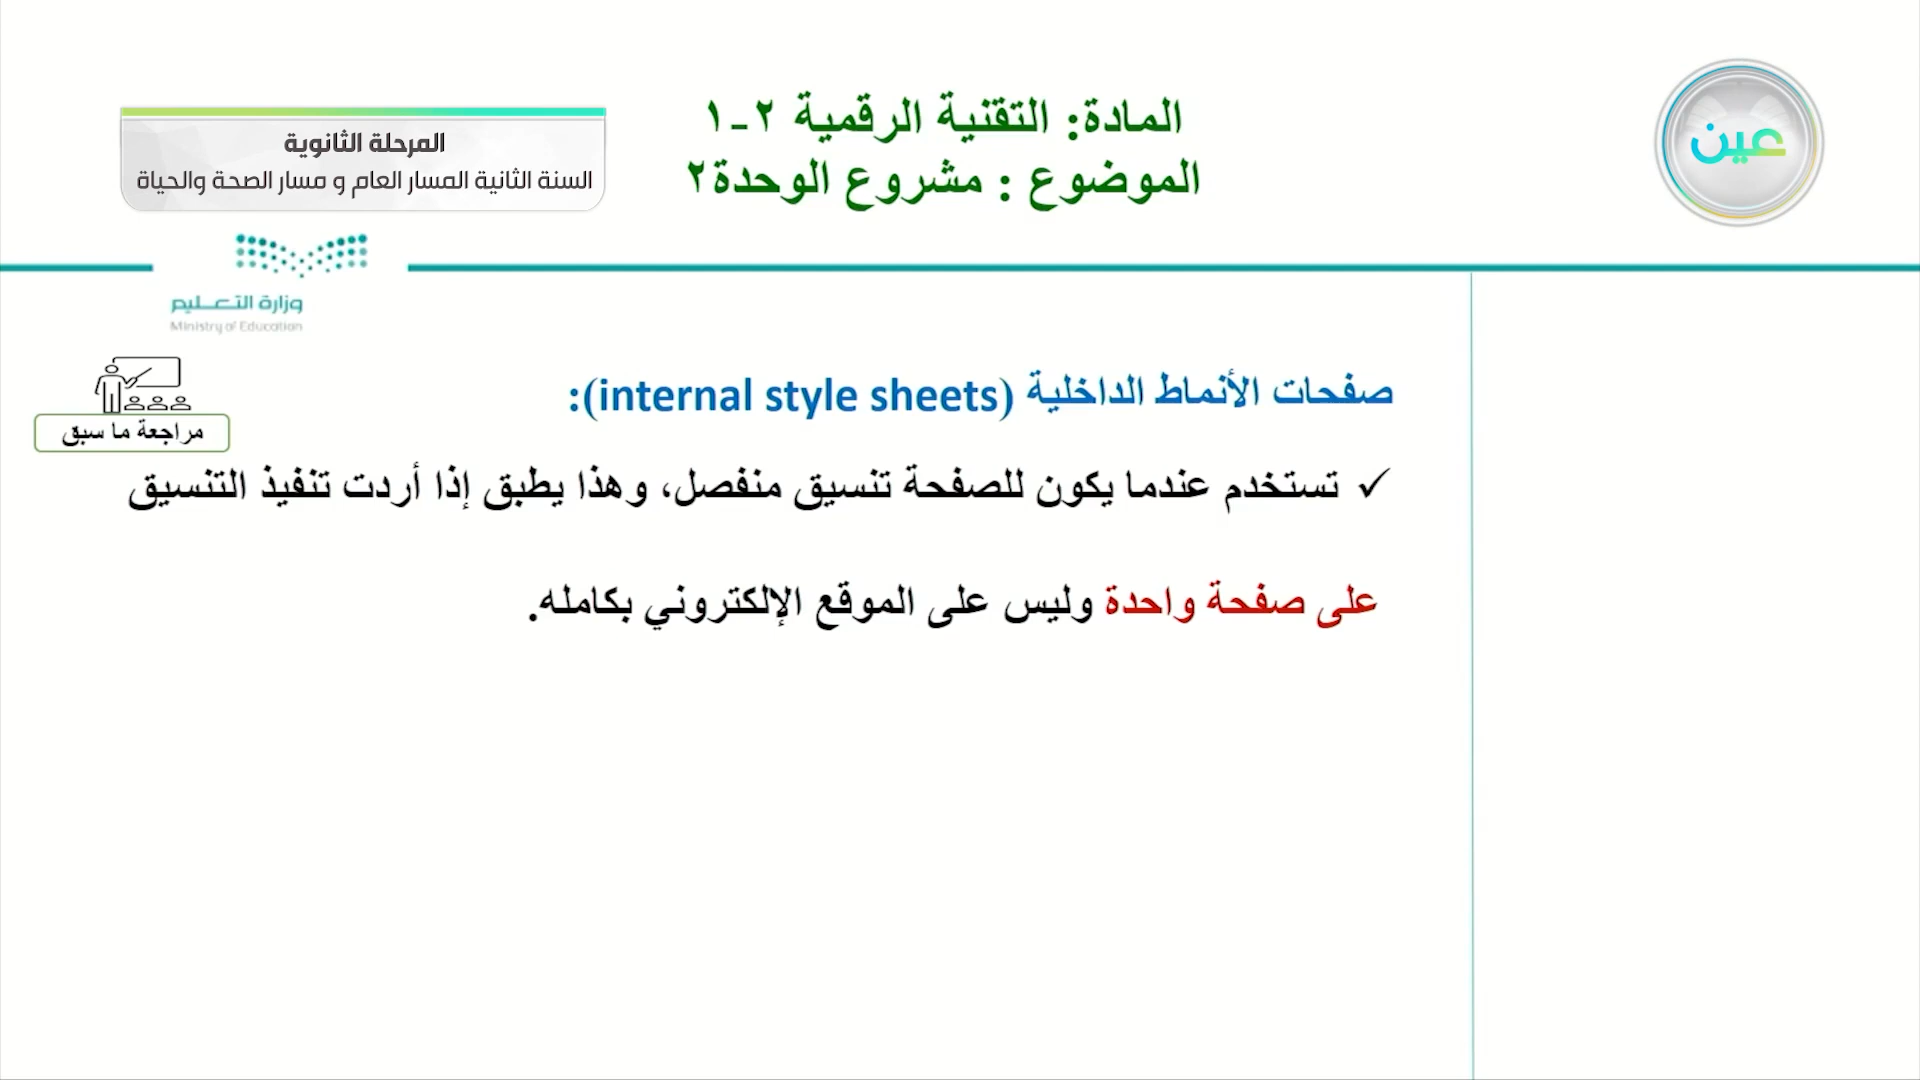 المادة: التقنية الرقمية ٢-١
الموضوع : مشروع الوحدة٢
عين
المرحلة الثانوية
السنة الثانية المسار العام و مسار الصحة والحياة
وزارة التعليم
Ministry of Education
مراجعة ما سبق
صفحات الأنماط الداخلية (internal style sheets):
✓ تستخدم عندما يكون للصفحة تنسيق منفصل، وهذا يطبق إذا أردت تنفيذ التنسيق
على صفحة واحدة وليس على الموقع الإلكتروني بكامله.